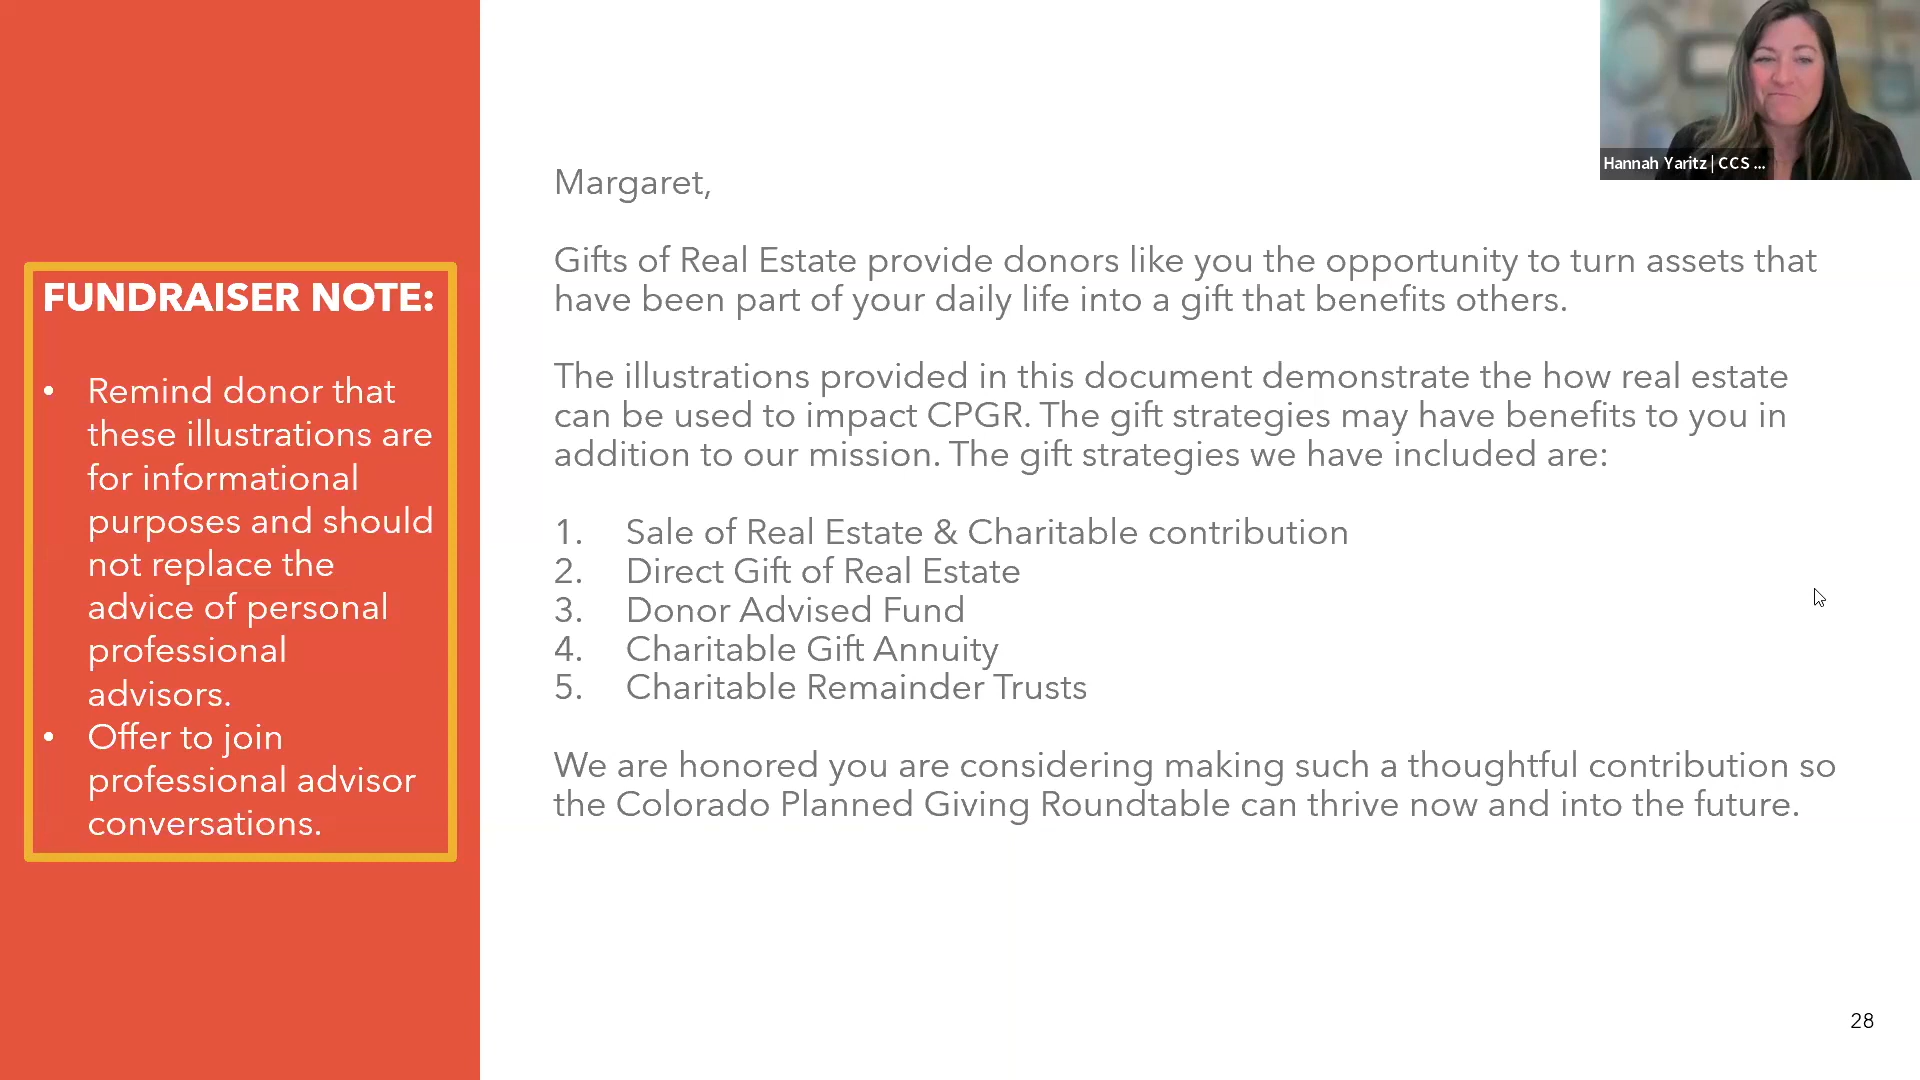 Hannah Yaritz | CCS ...
FUNDRAISER NOTE:
• Remind donor that
these illustrations are
for informational
purposes and should
not replace the
advice of personal
professional
advisors.
• Offer to join
professional advisor
conversations.
Margaret,
Gifts of Real Estate provide donors like you the opportunity to turn assets that
have been part of your daily life into a gift that benefits others.
The illustrations provided in this document demonstrate the how real estate
can be used to impact CPGR. The gift strategies may have benefits to you in
addition to our mission. The gift strategies we have included are:
1. Sale of Real Estate & Charitable contribution
2. Direct Gift of Real Estate
3. Donor Advised Fund
4. Charitable Gift Annuity
5. Charitable Remainder Trusts
We are honored you are considering making such a thoughtful contribution so
the Colorado Planned Giving Roundtable can thrive now and into the future.
28